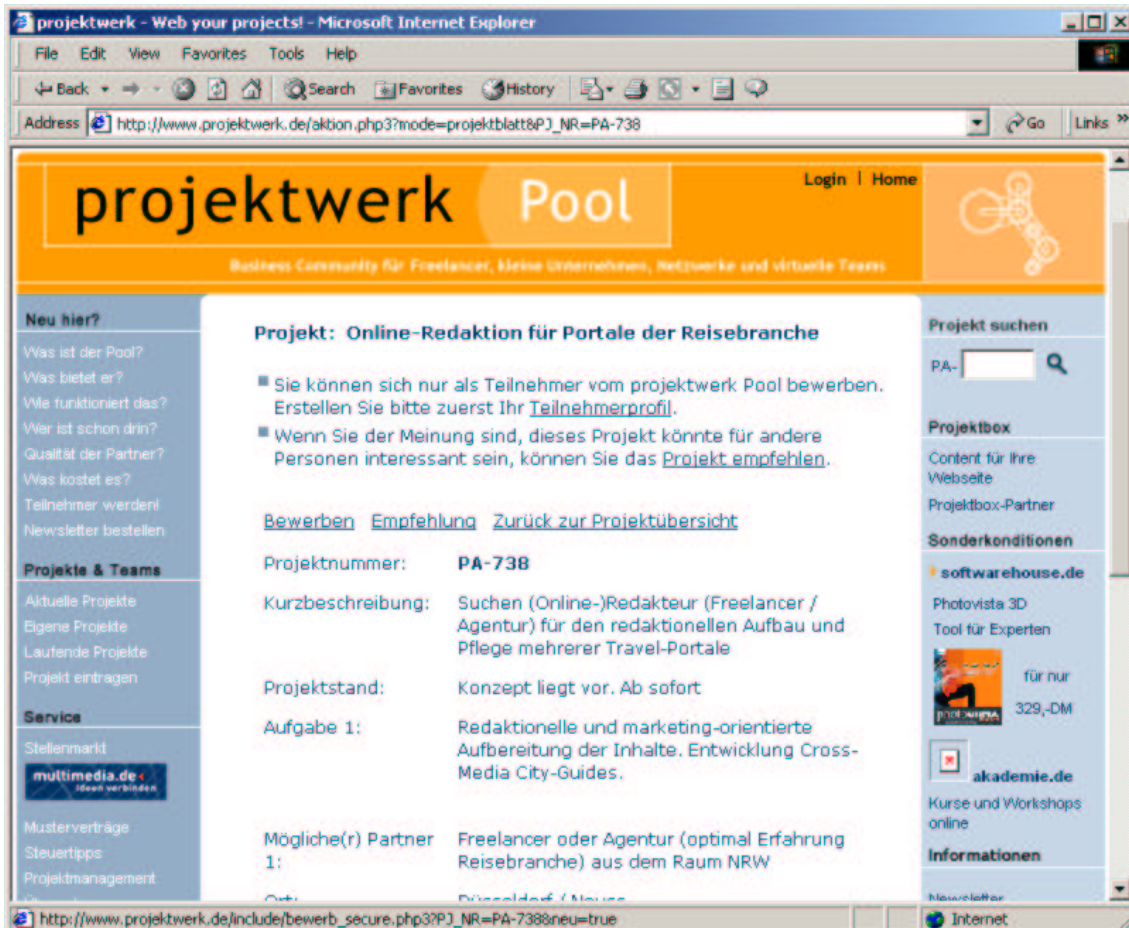 projektwerk - Web your projects! - Microsoft Internet Explorer
File Edit View Favorites Tools Help
Back Search Favorites History
Address http://www.projektwerk.de/aktion.php3?mode=projektblatt&PJ_NR=PA-738 Go Links »
Login | Home
projektwerk Pool
Business Community für Freelancer, kleine Unternehmen, Netzwerke und virtuelle Teams
Neu hier?
Was ist der Pool?
Was bietet er?
Wie funktioniert das?
Wer ist schon drin?
Qualität der Partner?
Was kostet es?
Teilnehmer werden!
Newsletter bestellen
Projekte & Teams
Aktuelle Projekte
Eigene Projekte
Laufende Projekte
Projekt eintragen
Service
Stellenmarkt
multimedia.de
Ideen verbinden
Musterverträge
Steuertipps
Projektmanagement
Projekt: Online-Redaktion für Portale der Reisebranche
Sie können sich nur als Teilnehmer vom projektwerk Pool bewerben.
Erstellen Sie bitte zuerst Ihr Teilnehmerprofil.
Wenn Sie der Meinung sind, dieses Projekt könnte für andere
Personen interessant sein, können Sie das Projekt empfehlen.
Bewerben Empfehlung Zurück zur Projektübersicht
Projektnummer: PA-738
Kurzbeschreibung: Suchen (Online-)Redakteur (Freelancer /
Agentur) für den redaktionellen Aufbau und
Pflege mehrerer Travel-Portale
Projektstand: Konzept liegt vor. Ab sofort
Aufgabe 1: Redaktionelle und marketing-orientierte
Aufbereitung der Inhalte. Entwicklung Cross-
Media City-Guides.
Mögliche(r) Partner Freelancer oder Agentur (optimal Erfahrung
1: Reisebranche) aus dem Raum NRW
Ort: Düsseldorf / Neuss
Projekt suchen
PA-
Projektbox
Content für Ihre
Webseite
Projektbox-Partner
Sonderkonditionen
softwarehouse.de
Photovista 3D
Tool für Experten
für nur
329,-DM
akademie.de
Kurse und Workshops
online
Informationen
Newsletter
http://www.projektwerk.de/include/bewerb_secure.php3?PJ_NR=PA-738&neu=true Internet